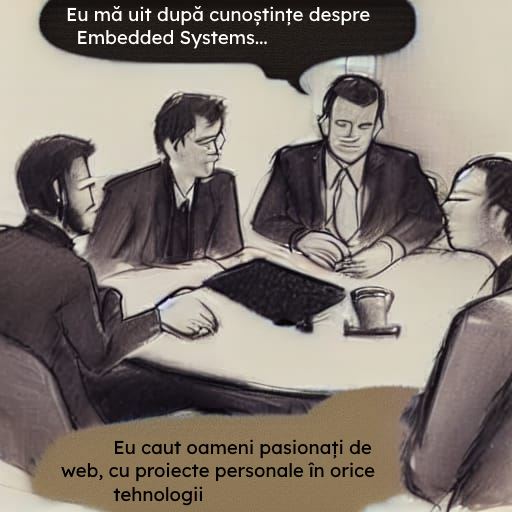 Eu mă uit după cunoștințe despre
Embedded Systems...
Eu caut oameni pasionați de
web, cu proiecte personale în orice
tehnologii